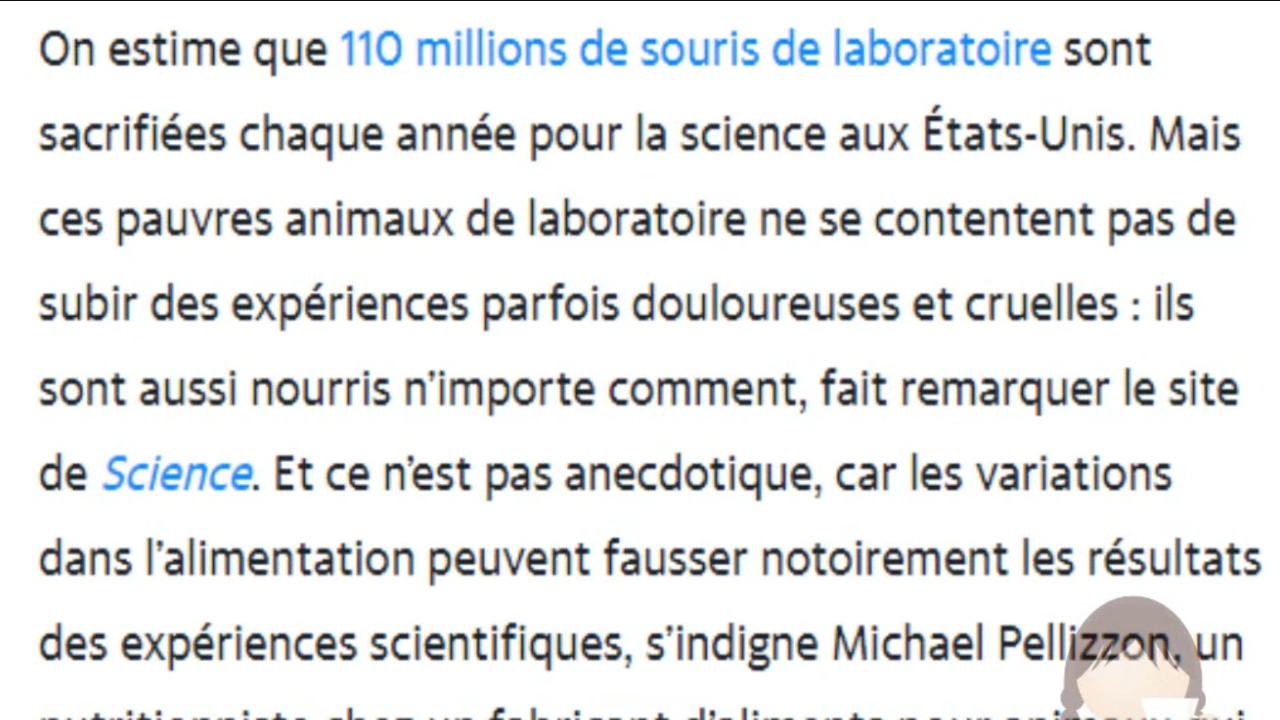 On estime que 110 millions de souris de laboratoire sont
sacrifiées chaque année pour la science aux États-Unis. Mais
ces pauvres animaux de laboratoire ne se contentent pas de
subir des expériences parfois douloureuses et cruelles : ils
sont aussi nourris n’importe comment, fait remarquer le site
de Science. Et ce n’est pas anecdotique, car les variations
dans l’alimentation peuvent fausser notoirement les résultats
des expériences scientifiques, s’indigne Michael Pellizzon, un